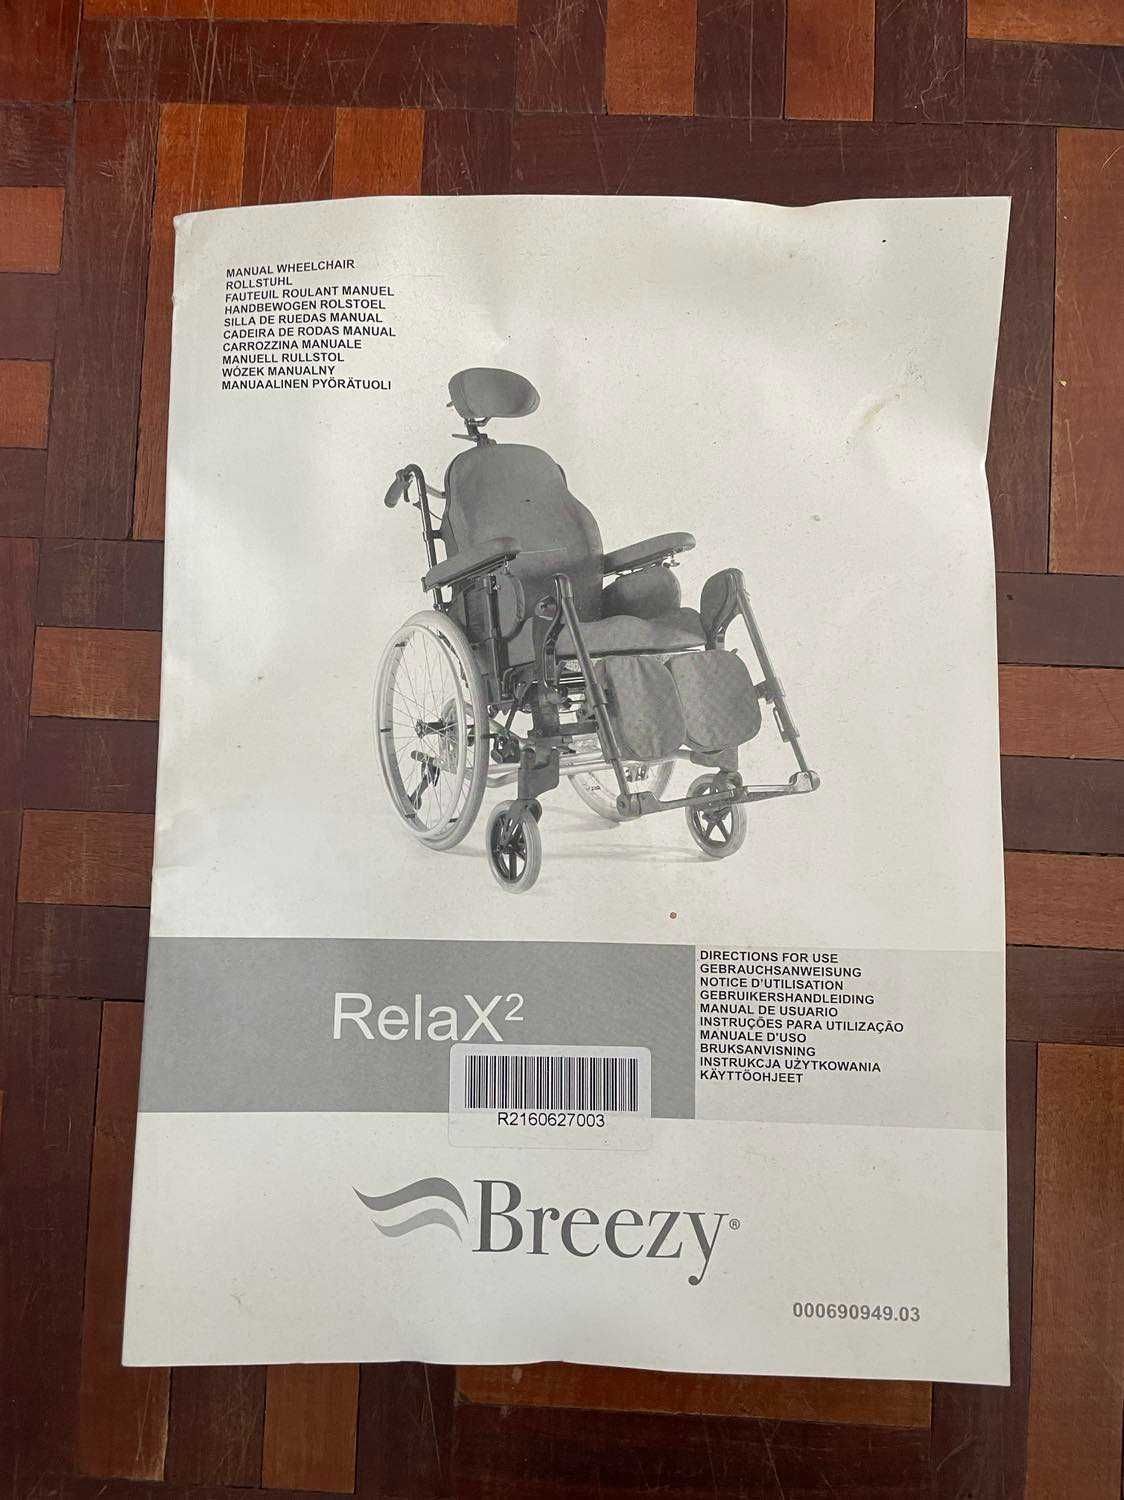 MANUAL WHEELCHAIR
ROLLSTUHL
FAUTEUIL ROULANT MANUEL
HANDBEWOGEN ROLSTOEL
SILLA DE RUEDAS MANUAL
CADEIRA DE RODAS MANUAL
CARROZZINA MANUALE
MANUELL RULLSTOL
WÓZEK MANUALNY
MANUAALINEN PYÖRÄTUOLI
DIRECTIONS FOR USE
GEBRAUCHSANWEISUNG
NOTICE D'UTILISATION
GEBRUIKERSHANDLEIDING
MANUAL DE USUARIO
INSTRUÇÕES PARA UTILIZAÇÃO
MANUALE D'USO
BRUKSANVISNING
INSTRUKCJA UŻYTKOWANIA
KÄYTTÖOHJEET
RelaX²
R2160627003
Breezy®
000690949.03